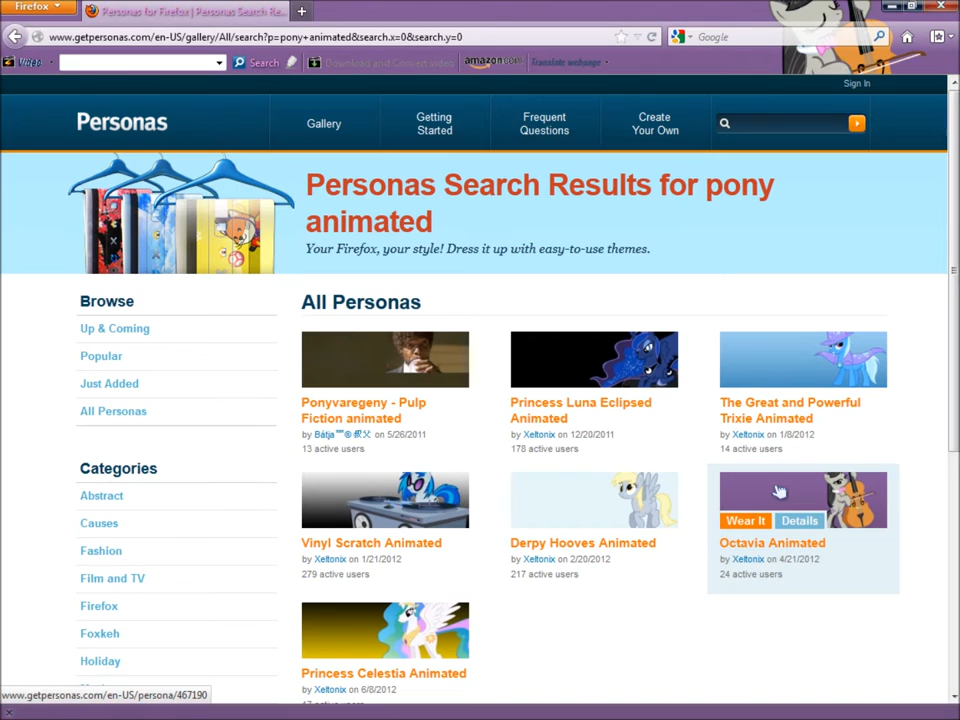 Firefox
Personas for Firefox | Personas Search Re...
www.getpersonas.com/en-US/gallery/All/search?p=pony+animated&search.x=0&search.y=0
Google
Video
Search
Download and Convert video
amazon.com
Translate webpage
Sign In
Personas
Gallery
Getting
Started
Frequent
Questions
Create
Your Own
Personas Search Results for pony
animated
Your Firefox, your style! Dress it up with easy-to-use themes.
Browse
Up & Coming
Popular
Just Added
All Personas
Categories
Abstract
Causes
Fashion
Film and TV
Firefox
Foxkeh
Holiday
All Personas
Ponyvaregeny - Pulp
Fiction animated
on 5/26/2011
13 active users
Princess Luna Eclipsed
Animated
by Xeltonix on 12/20/2011
178 active users
The Great and Powerful
Trixie Animated
by Xeltonix on 1/8/2012
14 active users
Vinyl Scratch Animated
by Xeltonix on 1/21/2012
279 active users
Derpy Hooves Animated
by Xeltonix on 2/20/2012
217 active users
Wear It
Details
Octavia Animated
by Xeltonix on 4/21/2012
24 active users
Princess Celestia Animated
by Xeltonix on 6/8/2012
www.getpersonas.com/en-US/persona/467190